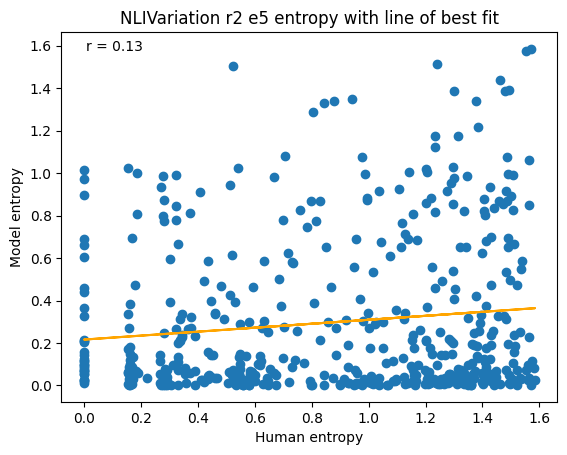 NLIVariation r2 e5 entropy with line of best fit
r = 0.13
1.6
1.4
1.2
1.0
0.8
0.6
0.4
0.2
0.0
Model entropy
0.0 0.2 0.4 0.6 0.8 1.0 1.2 1.4 1.6
Human entropy